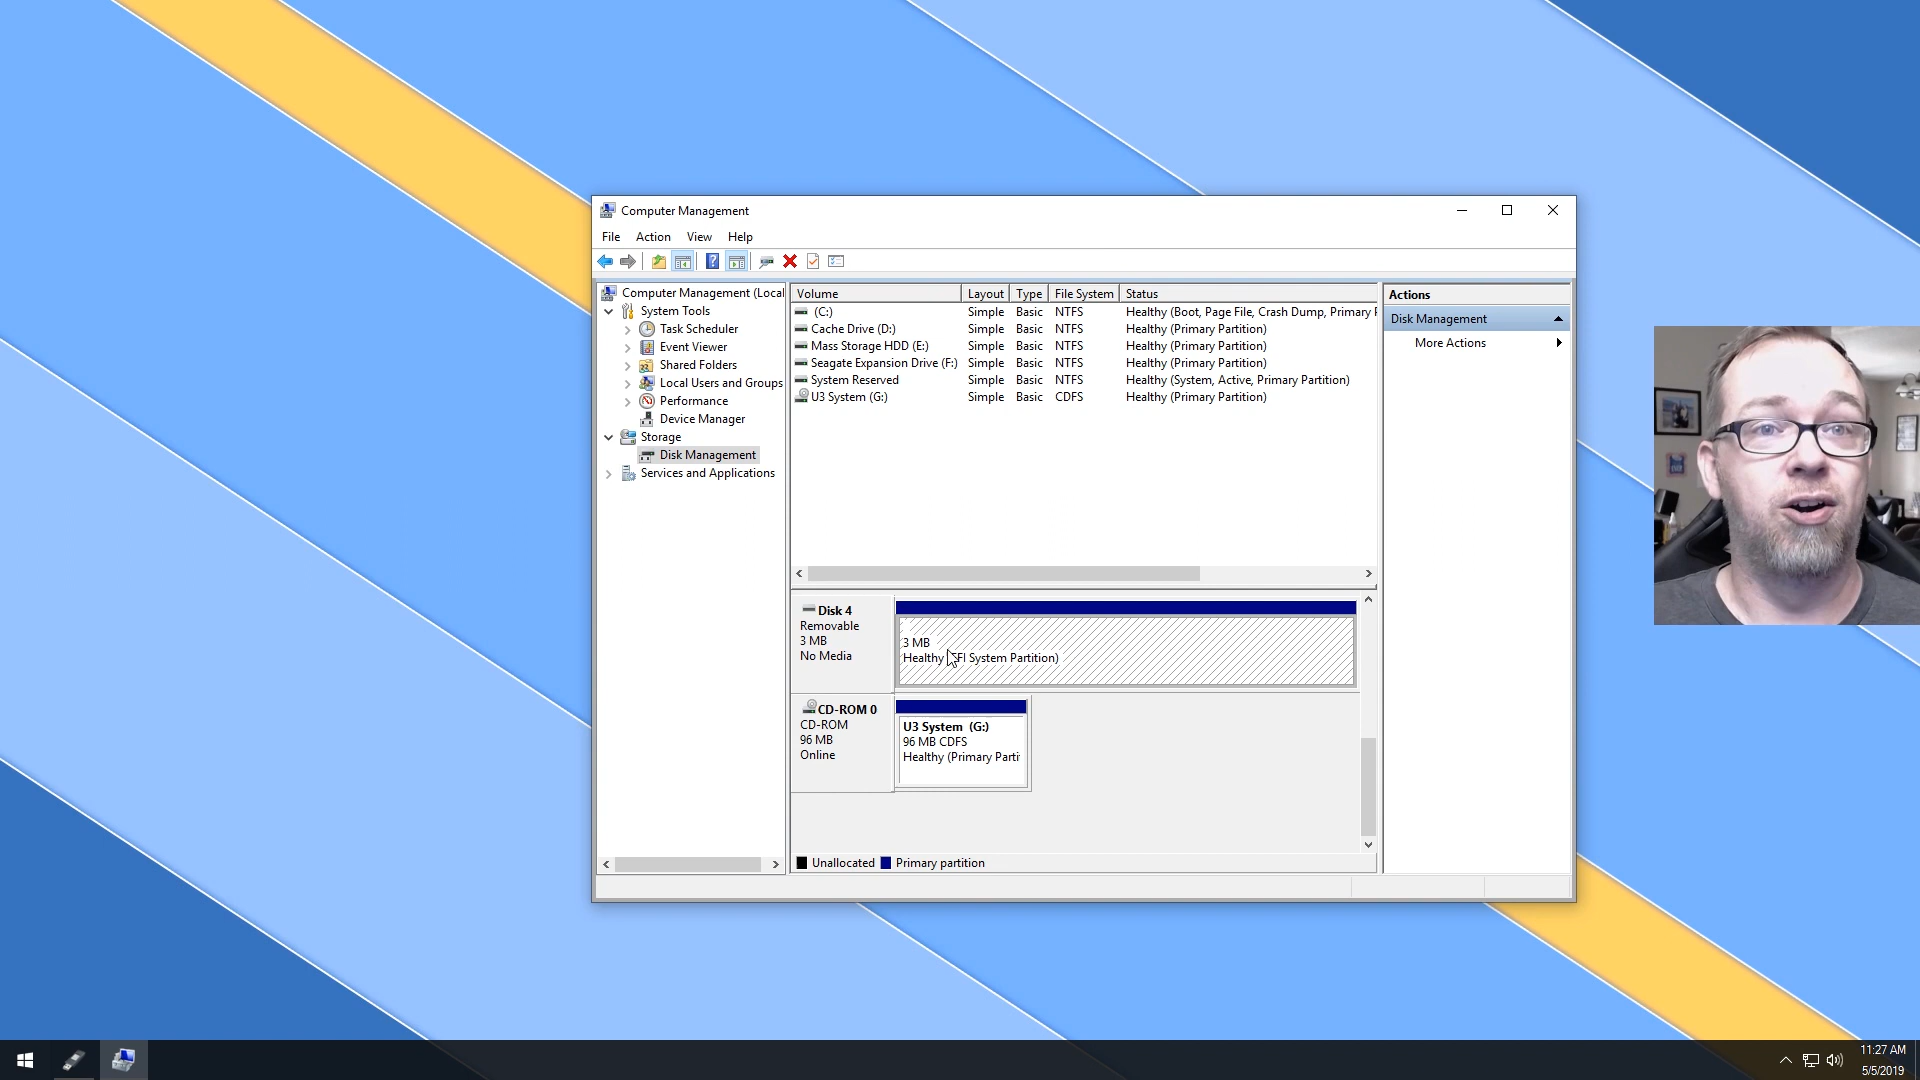 Computer Management
File Action View Help
Computer Management (Local
System Tools
Task Scheduler
Event Viewer
Shared Folders
Local Users and Groups
Performance
Device Manager
Storage
Disk Management
Services and Applications
Volume Layout Type File System Status
(C:) Simple Basic NTFS Healthy (Boot, Page File, Crash Dump, Primary
Cache Drive (D:) Simple Basic NTFS Healthy (Primary Partition)
Mass Storage HDD (E:) Simple Basic NTFS Healthy (Primary Partition)
Seagate Expansion Drive (F:) Simple Basic NTFS Healthy (Primary Partition)
System Reserved Simple Basic NTFS Healthy (System, Active, Primary Partition)
U3 System (G:) Simple Basic CDFS Healthy (Primary Partition)
Disk 4
Removable
3 MB
No Media
3 MB
Healthy (EFI System Partition)
CD-ROM 0
CD-ROM
96 MB
Online
U3 System (G:)
96 MB CDFS
Healthy (Primary Parti
Unallocated Primary partition
Actions
Disk Management
More Actions
11:27 AM
5/5/2019